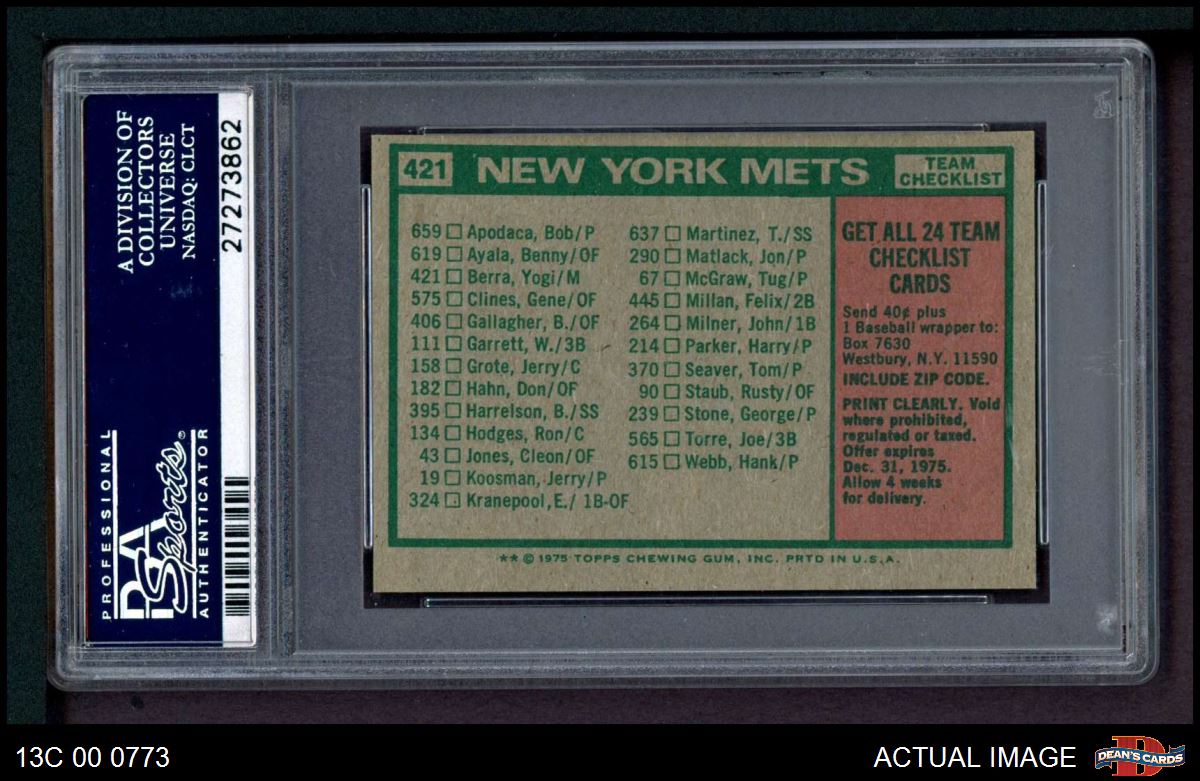 A DIVISION OF
COLLECTORS
UNIVERSE
NASDAQ: CLCT
27273862
PROFESSIONAL
PSA
Sports®
AUTHENTICATOR
421 NEW YORK METS TEAM CHECKLIST
659 Apodaca, Bob/P
619 Ayala, Benny/OF
421 Berra, Yogi/M
575 Clines, Gene/OF
406 Gallagher, B./OF
111 Garrett, W./3B
158 Grote, Jerry/C
182 Hahn, Don/OF
395 Harrelson, B./SS
134 Hodges, Ron/C
43 Jones, Cleon/OF
19 Koosman, Jerry/P
324 Kranepool,E./ 1B-OF
637 Martinez, T./SS
290 Matlack, Jon/P
67 McGraw, Tug/P
445 Millan, Felix/2B
264 Milner, John/1B
214 Parker, Harry/P
370 Seaver, Tom/P
90 Staub, Rusty/OF
239 Stone, George/P
565 Torre, Joe/3B
615 Webb, Hank/P
GET ALL 24 TEAM
CHECKLIST
CARDS
Send 40¢ plus
1 Baseball wrapper to:
Box 7630
Westbury, N.Y. 11590
INCLUDE ZIP CODE.
PRINT CLEARLY. Void
where prohibited,
regulated or taxed.
Offer expires
Dec. 31, 1975.
Allow 4 weeks
for delivery.
** © 1975 TOPPS CHEWING GUM, INC. PRTD IN U.S.A.
13C 00 0773
ACTUAL IMAGE
D
DEAN'S CARDS